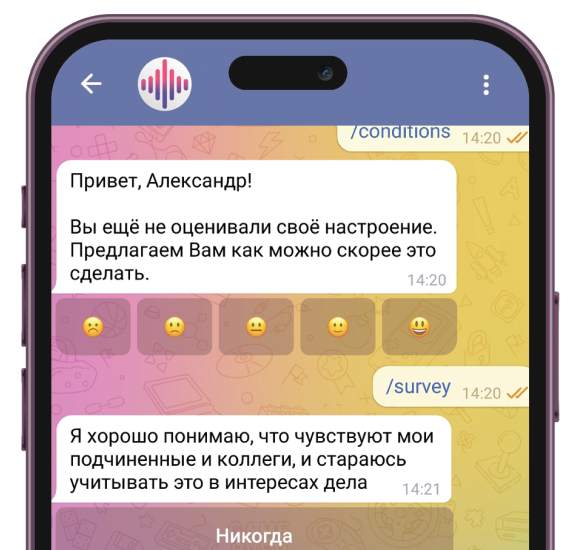 /conditions 14:20
Привет, Александр!
Вы ещё не оценивали своё настроение.
Предлагаем Вам как можно скорее это
сделать.
14:20
/survey 14:20
Я хорошо понимаю, что чувствуют мои
подчиненные и коллеги, и стараюсь
учитывать это в интересах дела 14:21
Никогда